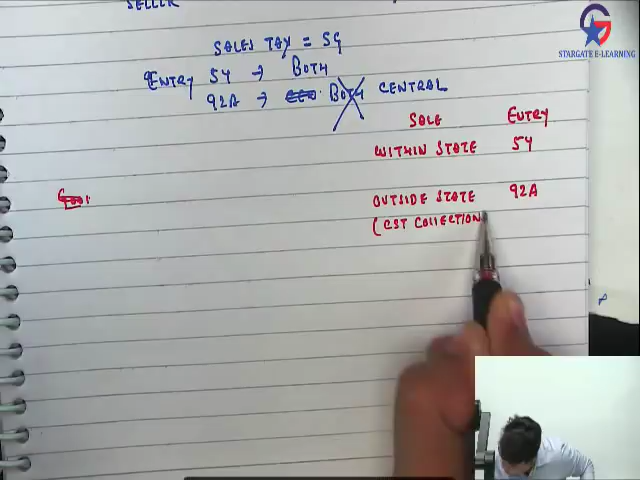 SELLER
SALES TAX = 54
ENTRY 54 → BOTH
92A → BOTH CENTRAL
SALE ENTRY
WITHIN STATE 54
OUTSIDE STATE 92A
(CST COLLECTION
STARGATE E-LEARNING